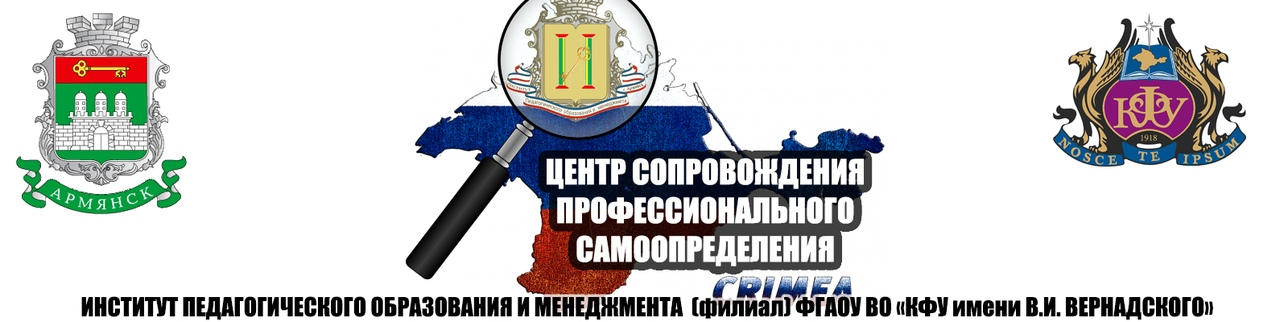 АРМЯНСК
ЦЕНТР СОПРОВОЖДЕНИЯ
ПРОФЕССИОНАЛЬНОГО
САМООПРЕДЕЛЕНИЯ
CRIMEA
КФУ
1918
NOSCE TE IPSUM
ИНСТИТУТ ПЕДАГОГИЧЕСКОГО ОБРАЗОВАНИЯ И МЕНЕДЖМЕНТА (филиал) ФГАОУ ВО «КФУ имени В.И. ВЕРНАДСКОГО»